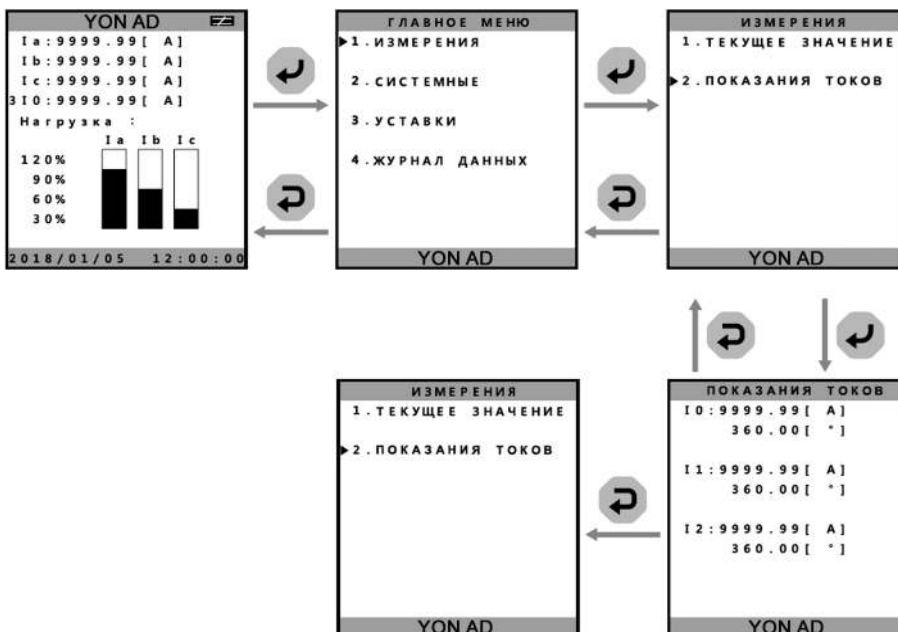 YON AD
Ia:9999.99[ A]
Ib:9999.99[ A]
Ic:9999.99[ A]
3I0:9999.99[ A]
Нагрузка :
Ia Ib Ic
120%
90%
60%
30%
2018/01/05 12:00:00
ГЛАВНОЕ МЕНЮ
1.ИЗМЕРЕНИЯ
2.СИСТЕМНЫЕ
3.УСТАВКИ
4.ЖУРНАЛ ДАННЫХ
YON AD
ИЗМЕРЕНИЯ
1.ТЕКУЩЕЕ ЗНАЧЕНИЕ
2.ПОКАЗАНИЯ ТОКОВ
YON AD
ИЗМЕРЕНИЯ
1.ТЕКУЩЕЕ ЗНАЧЕНИЕ
2.ПОКАЗАНИЯ ТОКОВ
YON AD
ПОКАЗАНИЯ ТОКОВ
I0:9999.99[ A]
360.00[ °]
I1:9999.99[ A]
360.00[ °]
I2:9999.99[ A]
360.00[ °]
YON AD